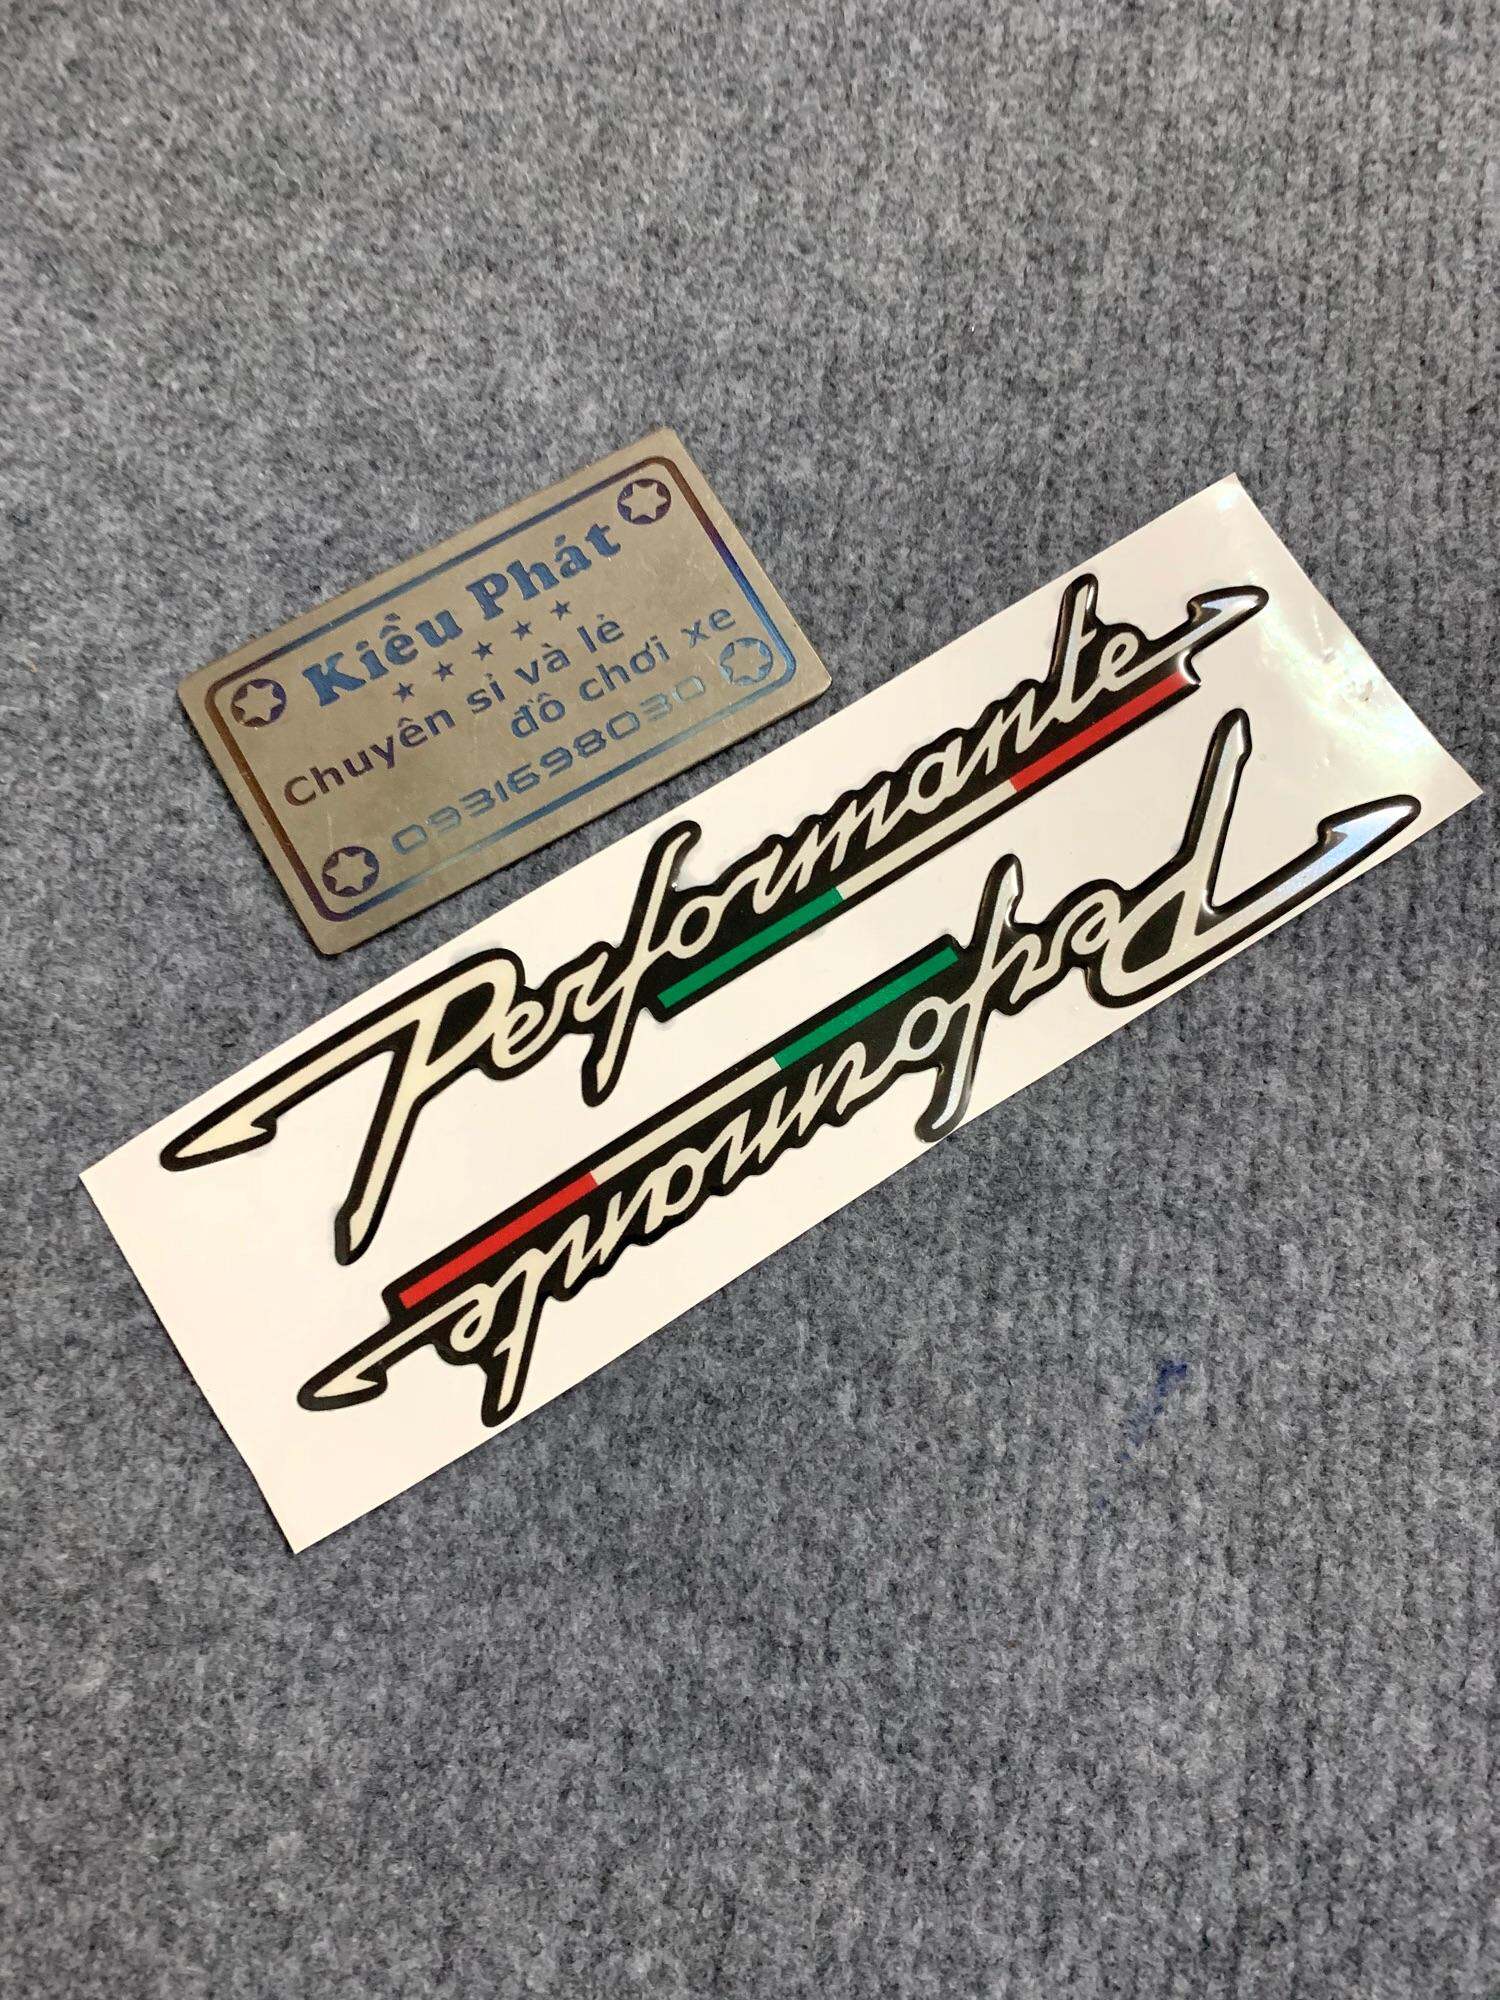 Kiều Phát
Chuyên sỉ và lẻ
đồ chơi xe
0931698030
Performante
Performante